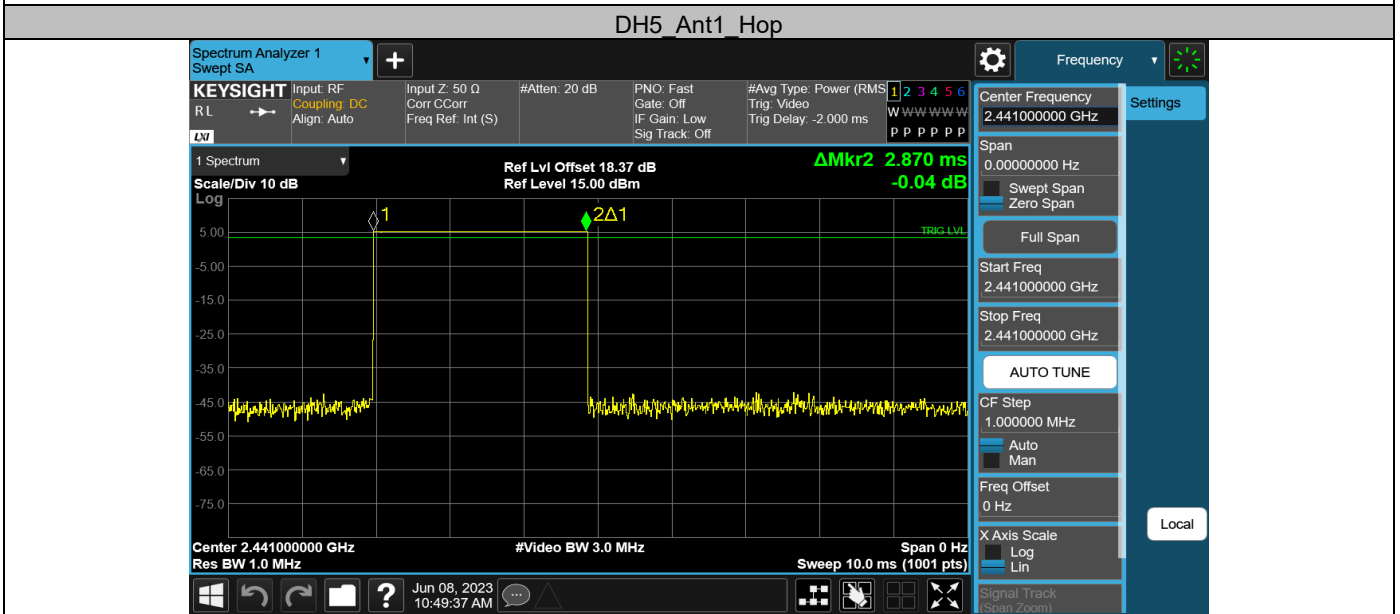 DH5_Ant1_Hop
Spectrum Analyzer 1
Swept SA
+
Frequency
KEYSIGHT
RL
LXI
Input: RF
Coupling: DC
Align: Auto
Input Z: 50 Ω
Corr CCorr
Freq Ref: Int (S)
#Atten: 20 dB
PNO: Fast
Gate: Off
IF Gain: Low
Sig Track: Off
#Avg Type: Power (RMS
Trig: Video
Trig Delay: -2.000 ms
1 2 3 4 5 6
W W W W W W
P P P P P P
1 Spectrum
Scale/Div 10 dB
Ref Lvl Offset 18.37 dB
Ref Level 15.00 dBm
ΔMkr2 2.870 ms
-0.04 dB
Log
1
2Δ1
TRIG LVL
5.00
-5.00
-15.0
-25.0
-35.0
-45.0
-55.0
-65.0
-75.0
Center 2.441000000 GHz
Res BW 1.0 MHz
#Video BW 3.0 MHz
Span 0 Hz
Sweep 10.0 ms (1001 pts)
Center Frequency
2.441000000 GHz
Settings
Span
0.00000000 Hz
Swept Span
Zero Span
Full Span
Start Freq
2.441000000 GHz
Stop Freq
2.441000000 GHz
AUTO TUNE
CF Step
1.000000 MHz
Auto
Man
Freq Offset
0 Hz
Local
X Axis Scale
Log
Lin
Signal Track
(Span Zoom)
?
Jun 08, 2023
10:49:37 AM